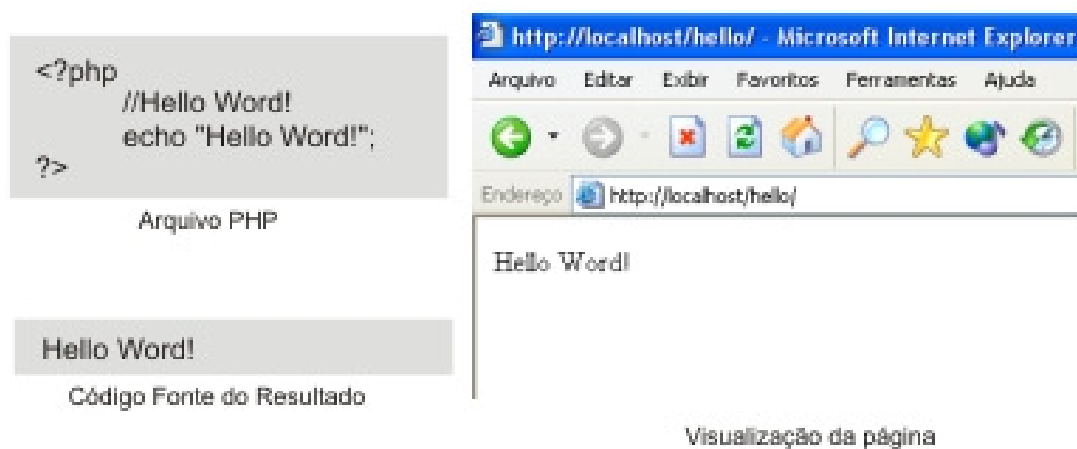 <?php
//Hello Word!
echo "Hello Word!";
?>
Arquivo PHP
Hello Word!
Código Fonte do Resultado
http://localhost/hello/ - Microsoft Internet Explorer
Arquivo Editar Exibir Favoritos Ferramentas Ajuda
Endereço http://localhost/hello/
Hello Word!
Visualização da página